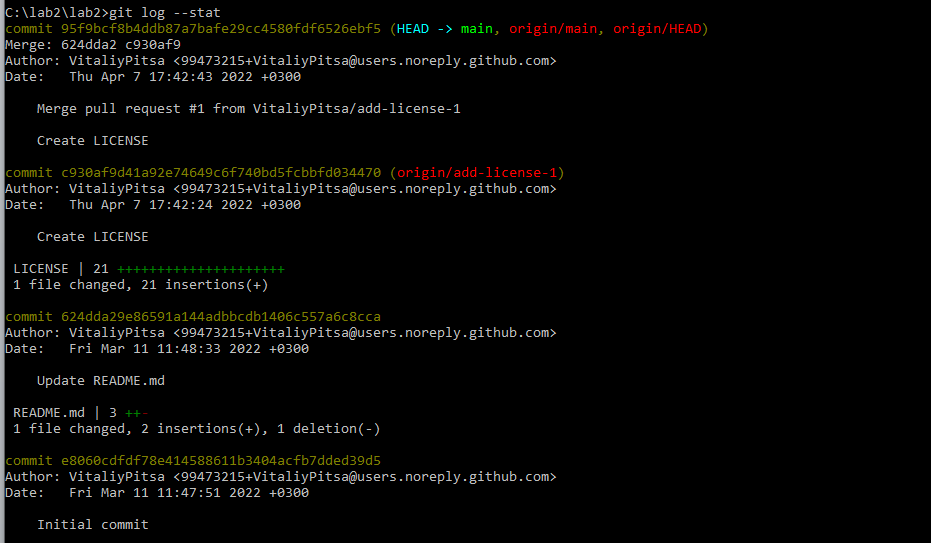 C:\lab2\lab2>git log --stat
commit 95f9bcf8b4ddb87a7bafe29cc4580fdf6526ebf5 (HEAD -> main, origin/main, origin/HEAD)
Merge: 624dda2 c930af9
Author: VitaliyPitsa <99473215+VitaliyPitsa@users.noreply.github.com>
Date:   Thu Apr 7 17:42:43 2022 +0300
    Merge pull request #1 from VitaliyPitsa/add-license-1
    Create LICENSE
commit c930af9d41a92e74649c6f740bd5fcbbfd034470 (origin/add-license-1)
Author: VitaliyPitsa <99473215+VitaliyPitsa@users.noreply.github.com>
Date:   Thu Apr 7 17:42:24 2022 +0300
    Create LICENSE
 LICENSE | 21 +++++++++++++++++++++
 1 file changed, 21 insertions(+)
commit 624dda29e86591a144adbbcdb1406c557a6c8cca
Author: VitaliyPitsa <99473215+VitaliyPitsa@users.noreply.github.com>
Date:   Fri Mar 11 11:48:33 2022 +0300
    Update README.md
 README.md | 3 ++-
 1 file changed, 2 insertions(+), 1 deletion(-)
commit e8060cdfdf78e414588611b3404acfb7dded39d5
Author: VitaliyPitsa <99473215+VitaliyPitsa@users.noreply.github.com>
Date:   Fri Mar 11 11:47:51 2022 +0300
    Initial commit